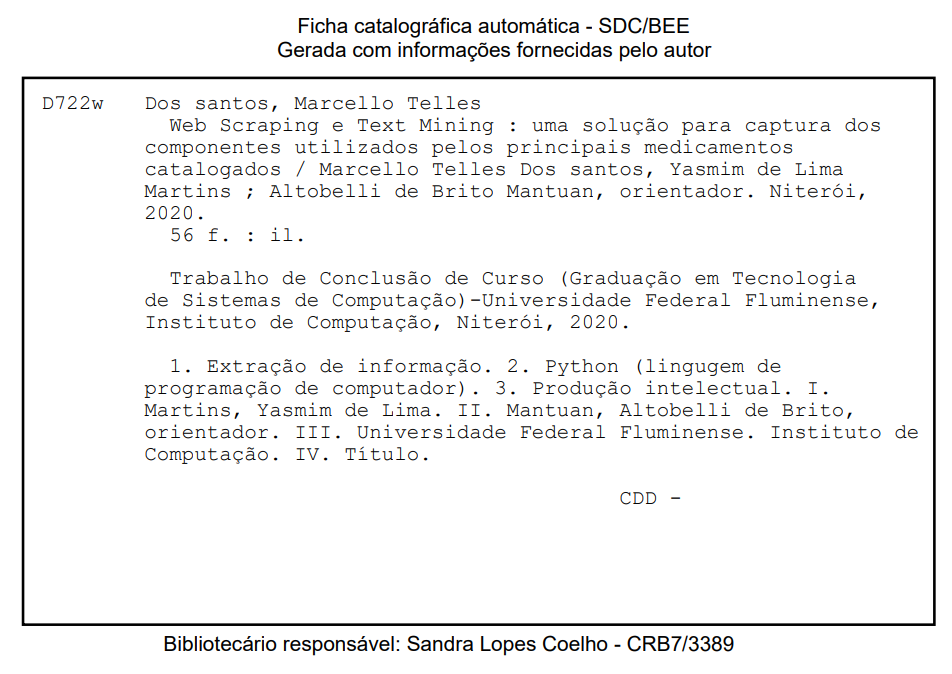 Ficha catalográfica automática - SDC/BEE
Gerada com informações fornecidas pelo autor
D722w Dos santos, Marcello Telles
Web Scraping e Text Mining : uma solução para captura dos
componentes utilizados pelos principais medicamentos
catalogados / Marcello Telles Dos santos, Yasmim de Lima
Martins ; Altobelli de Brito Mantuan, orientador. Niterói,
2020.
56 f. : il.
Trabalho de Conclusão de Curso (Graduação em Tecnologia
de Sistemas de Computação)-Universidade Federal Fluminense,
Instituto de Computação, Niterói, 2020.
1. Extração de informação. 2. Python (lingugem de
programação de computador). 3. Produção intelectual. I.
Martins, Yasmim de Lima. II. Mantuan, Altobelli de Brito,
orientador. III. Universidade Federal Fluminense. Instituto de
Computação. IV. Título.
CDD -
Bibliotecário responsável: Sandra Lopes Coelho - CRB7/3389